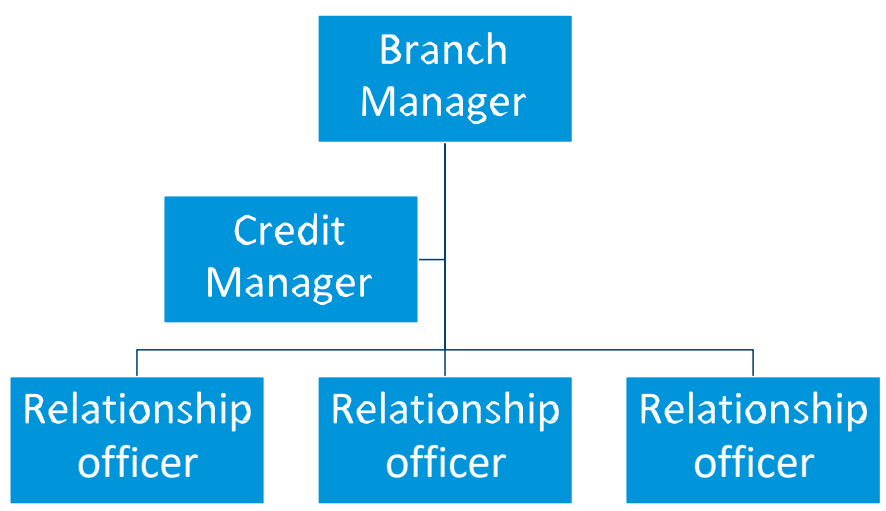 Branch
Manager
Credit
Manager
Relationship
officer
Relationship
officer
Relationship
officer